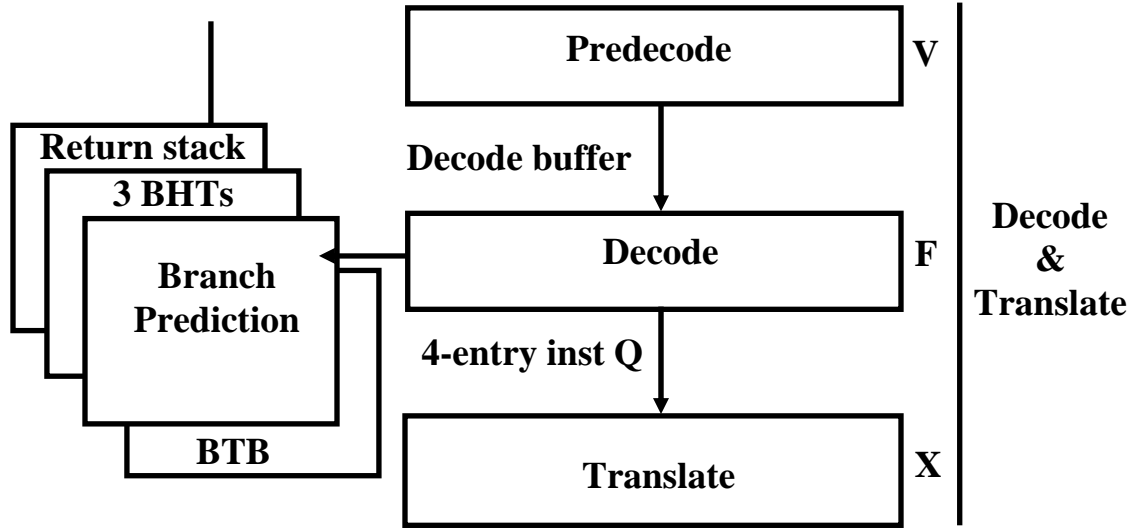 Predecode
V
Return stack
Decode buffer
3 BHTs
Branch
Prediction
Decode
F
Decode
&
Translate
4-entry inst Q
BTB
Translate
X